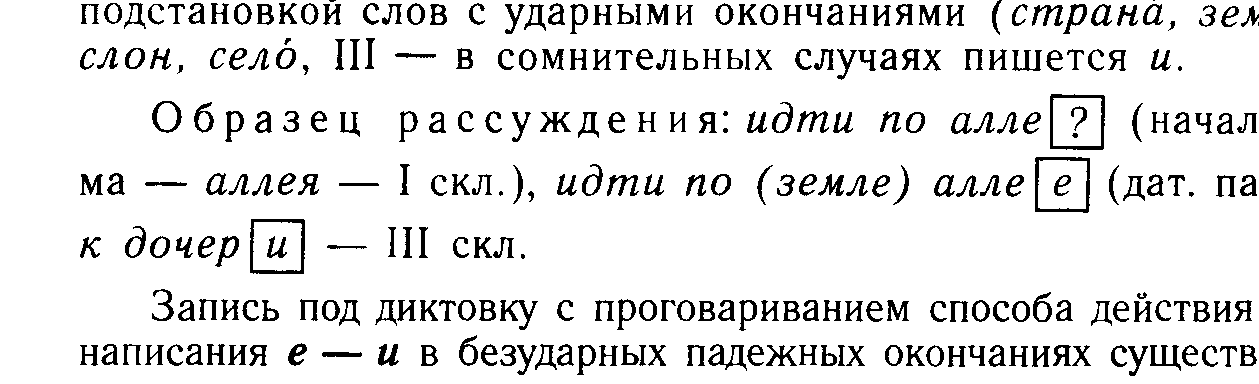 подстановкой слов с ударными окончаниями (страна́, зем
слон, село́, III — в сомнительных случаях пишется и.
Образец рассуждения: идти по алле ? (начал
ма — аллея — I скл.), идти по (земле) алле е (дат. па
к дочер и — III скл.
Запись под диктовку с проговариванием способа действия
написания е — и в безударных падежных окончаниях существ